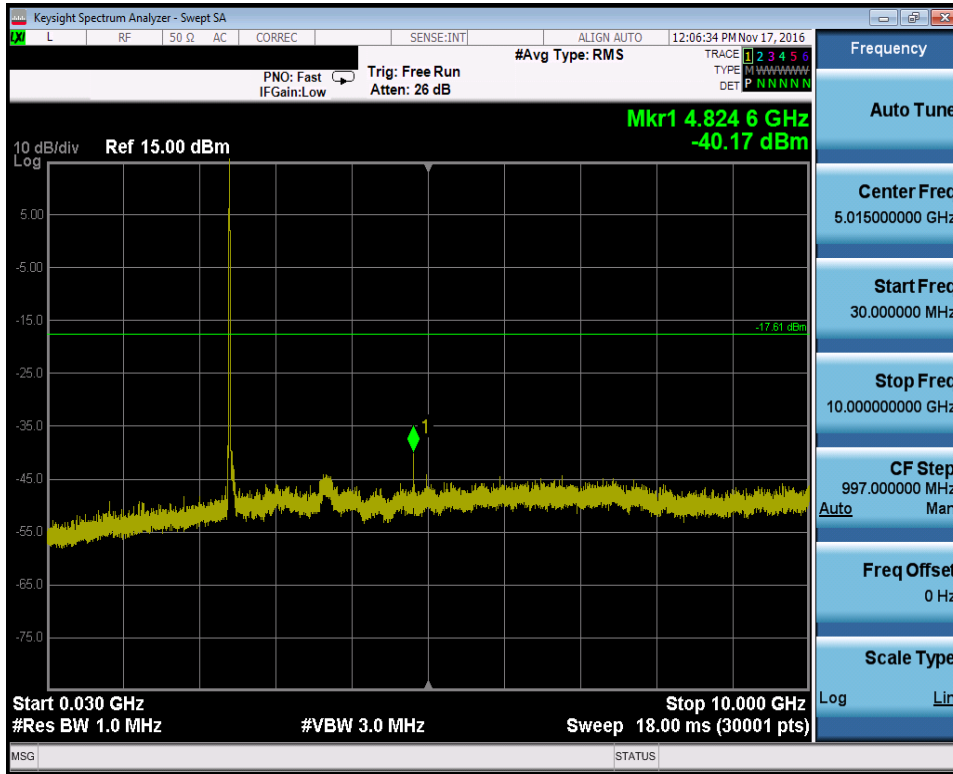 Keysight Spectrum Analyzer - Swept SA
LXI L RF 50 Ω AC CORREC SENSE:INT ALIGN AUTO 12:06:34 PM Nov 17, 2016
#Avg Type: RMS
TRACE 1 2 3 4 5 6
TYPE M WWWWW
DET P N N N N N
PNO: Fast Trig: Free Run
IFGain:Low Atten: 26 dB
Mkr1 4.824 6 GHz
-40.17 dBm
10 dB/div Ref 15.00 dBm
Log
5.00
-5.00
-15.0
-17.61 dBm
-25.0
-35.0
1
-45.0
-55.0
-65.0
-75.0
Start 0.030 GHz Stop 10.000 GHz
#Res BW 1.0 MHz #VBW 3.0 MHz Sweep 18.00 ms (30001 pts)
MSG STATUS
Frequency
Auto Tune
Center Freq
5.015000000 GHz
Start Freq
30.000000 MHz
Stop Freq
10.000000000 GHz
CF Step
997.000000 MHz
Auto Man
Freq Offset
0 Hz
Scale Type
Log Lin